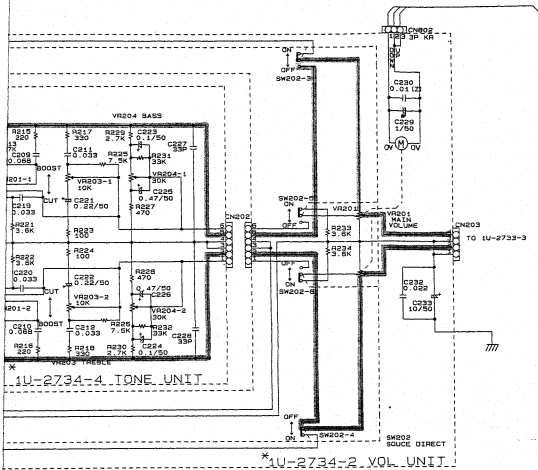 CN802
3P KR
1 2 3
ON
OFF
SW202-3
C230
0.01(Z)
C229
1/50
0V M 0V
VR204 BASS
R215
220
R217
330
R229
2.7K
C223
0.1/50
C209
0.068
C211
0.033
R225
7.5K
R231
33K
C227
33P
BOOST
VR203-1
10K
VR204-1
30K
C225
0.47/50
CUT
C221
0.22/50
C219
0.033
R227
470
R221
3.6K
R223
100
R222
3.6K
R224
100
C220
0.033
CUT
C222
0.22/50
R228
470
0.47/50
C226
VR203-2
10K
VR204-2
30K
BOOST
C210
0.068
C212
0.033
R226
7.5K
R232
33K
R216
220
R218
330
R230
2.7K
C224
0.1/50
C228
33P
VR203 TREBLE
*1U-2734-4 TONE UNIT
CN202
SW202-5
ON
OFF
VR201
R233
3.6K
R234
3.6K
VR201
MAIN
VOLUME
CN203
TO 1U-2733-3
OFF
ON
SW202-6
C232
0.022
C233
10/50
OFF
ON
SW202-4
SW202
SOUCE DIRECT
*1U-2734-2 VOL UNIT